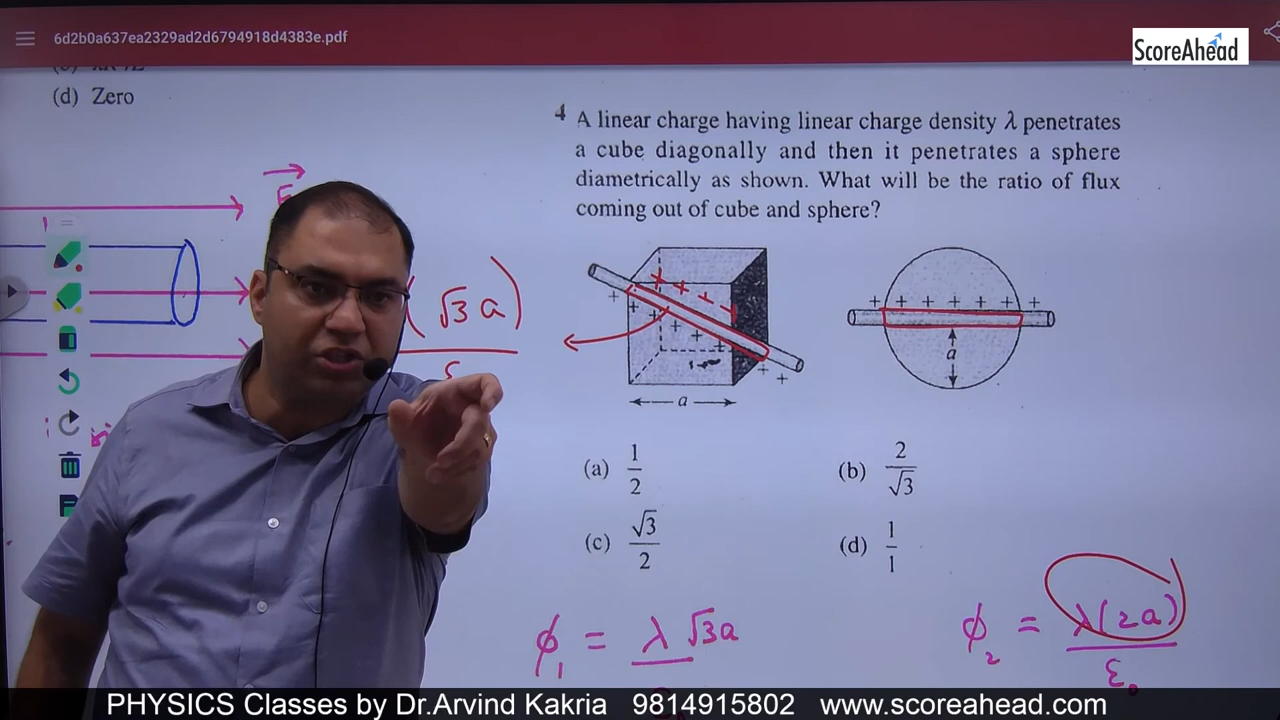 6d2b0a637ea2329ad2d6794918d4383e.pdf
ScoreAhead
(d) Zero
4 A linear charge having linear charge density λ penetrates
a cube diagonally and then it penetrates a sphere
diametrically as shown. What will be the ratio of flux
coming out of cube and sphere?
(√3 a)
a
a
(a) 1/2
(b) 2/√3
(c) √3/2
(d) 1/1
ϕ₁ = λ √3a
ϕ₂ = λ(2a)/ε₀
PHYSICS Classes by Dr.Arvind Kakria 9814915802 www.scoreahead.com